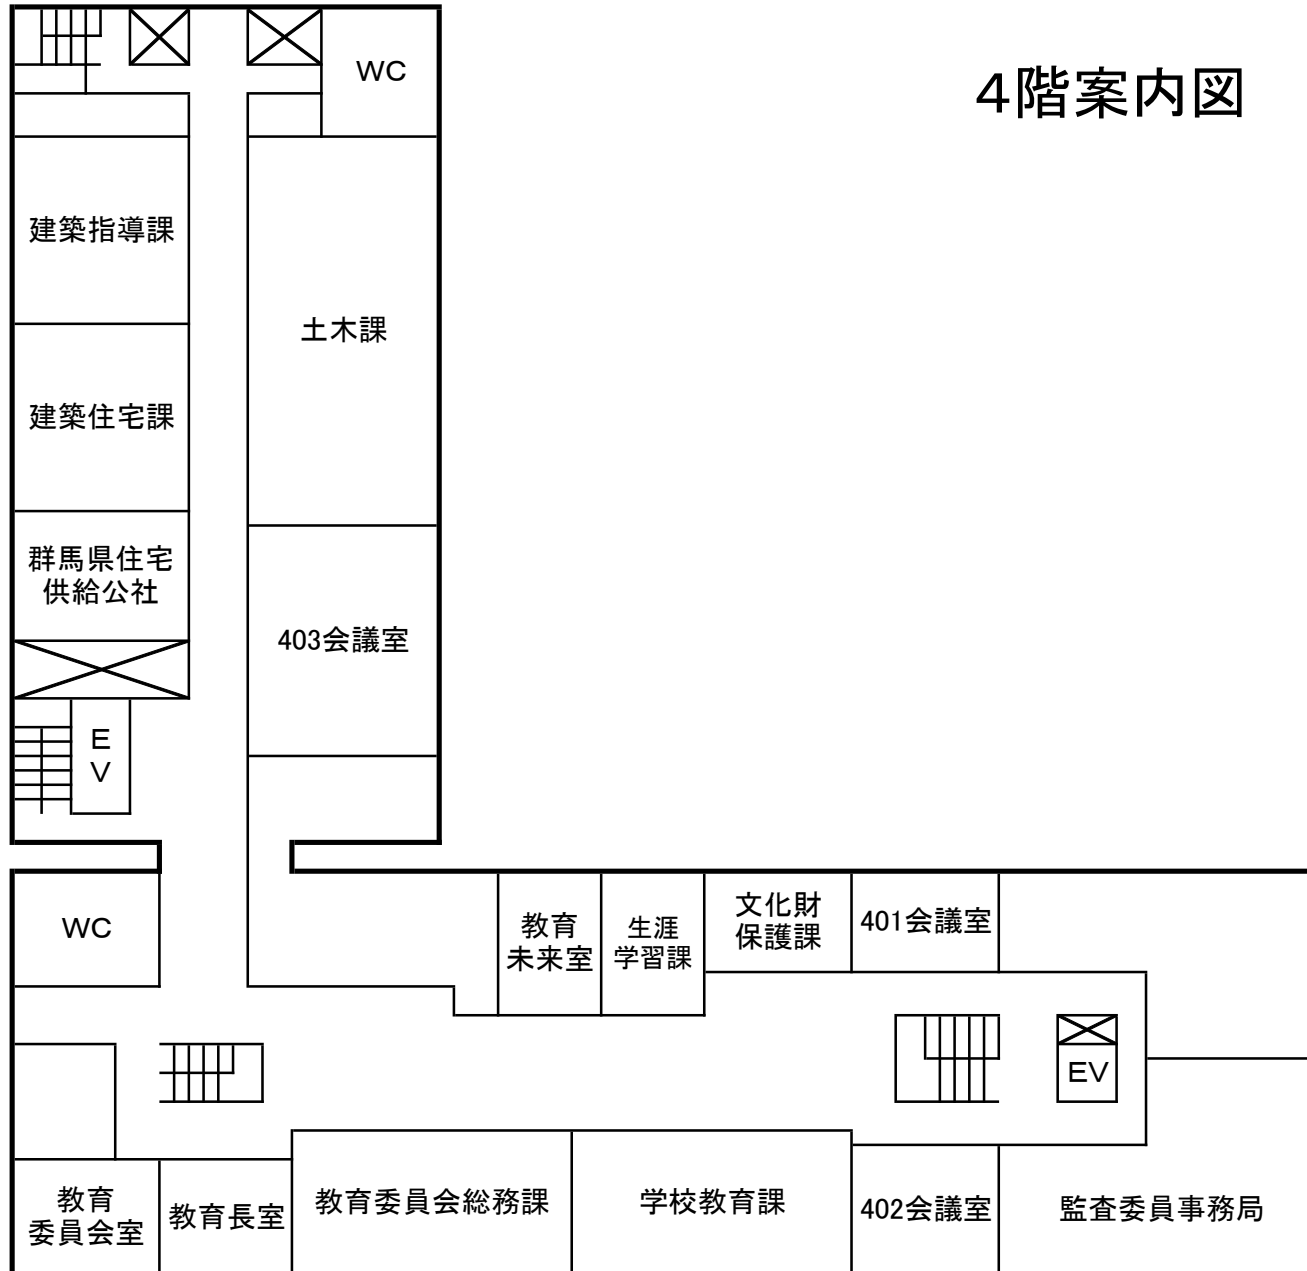 4階案内図
WC
建築指導課
土木課
建築住宅課
群馬県住宅
供給公社
403会議室
E
V
WC
教育
未来室
生涯
学習課
文化財
保護課
401会議室
EV
教育
委員会室
教育長室
教育委員会総務課
学校教育課
402会議室
監査委員事務局